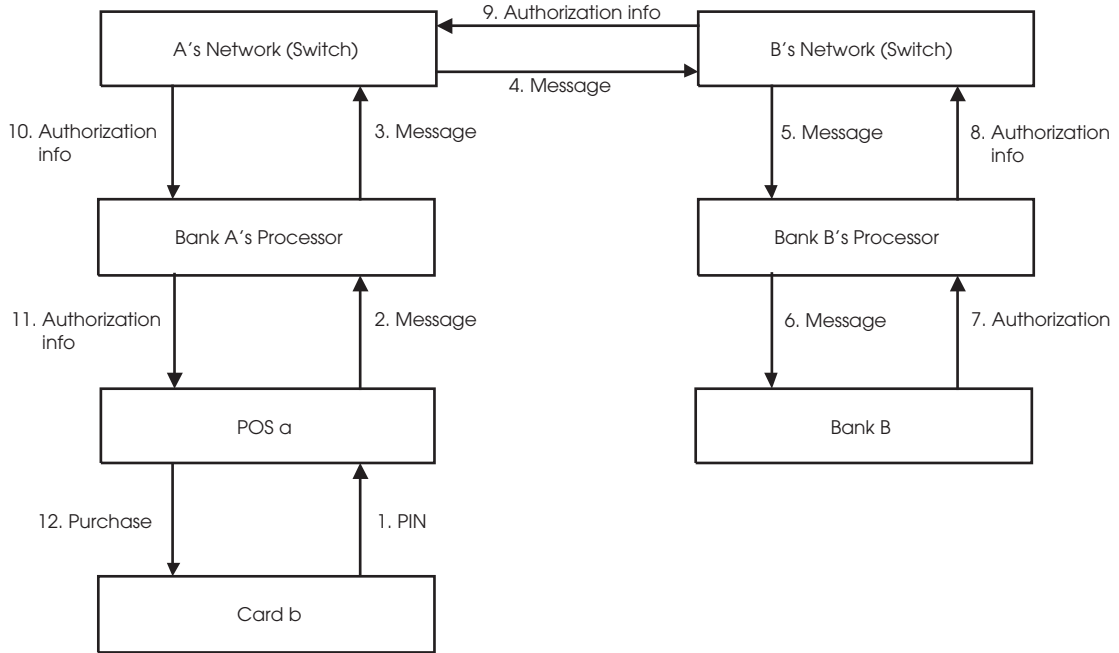 9. Authorization info
A's Network (Switch)
B's Network (Switch)
4. Message
10. Authorization
info
3. Message
5. Message
8. Authorization
info
Bank A's Processor
Bank B's Processor
11. Authorization
info
2. Message
6. Message
7. Authorization
POS a
Bank B
12. Purchase
1. PIN
Card b